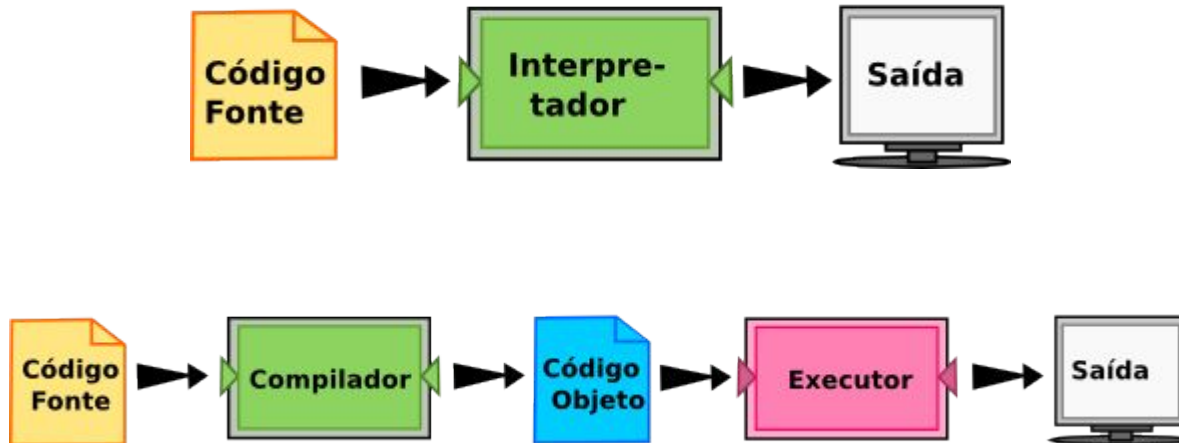 Código
Fonte
Interpre-
tador
Saída
Código
Fonte
Compilador
Código
Objeto
Executor
Saída